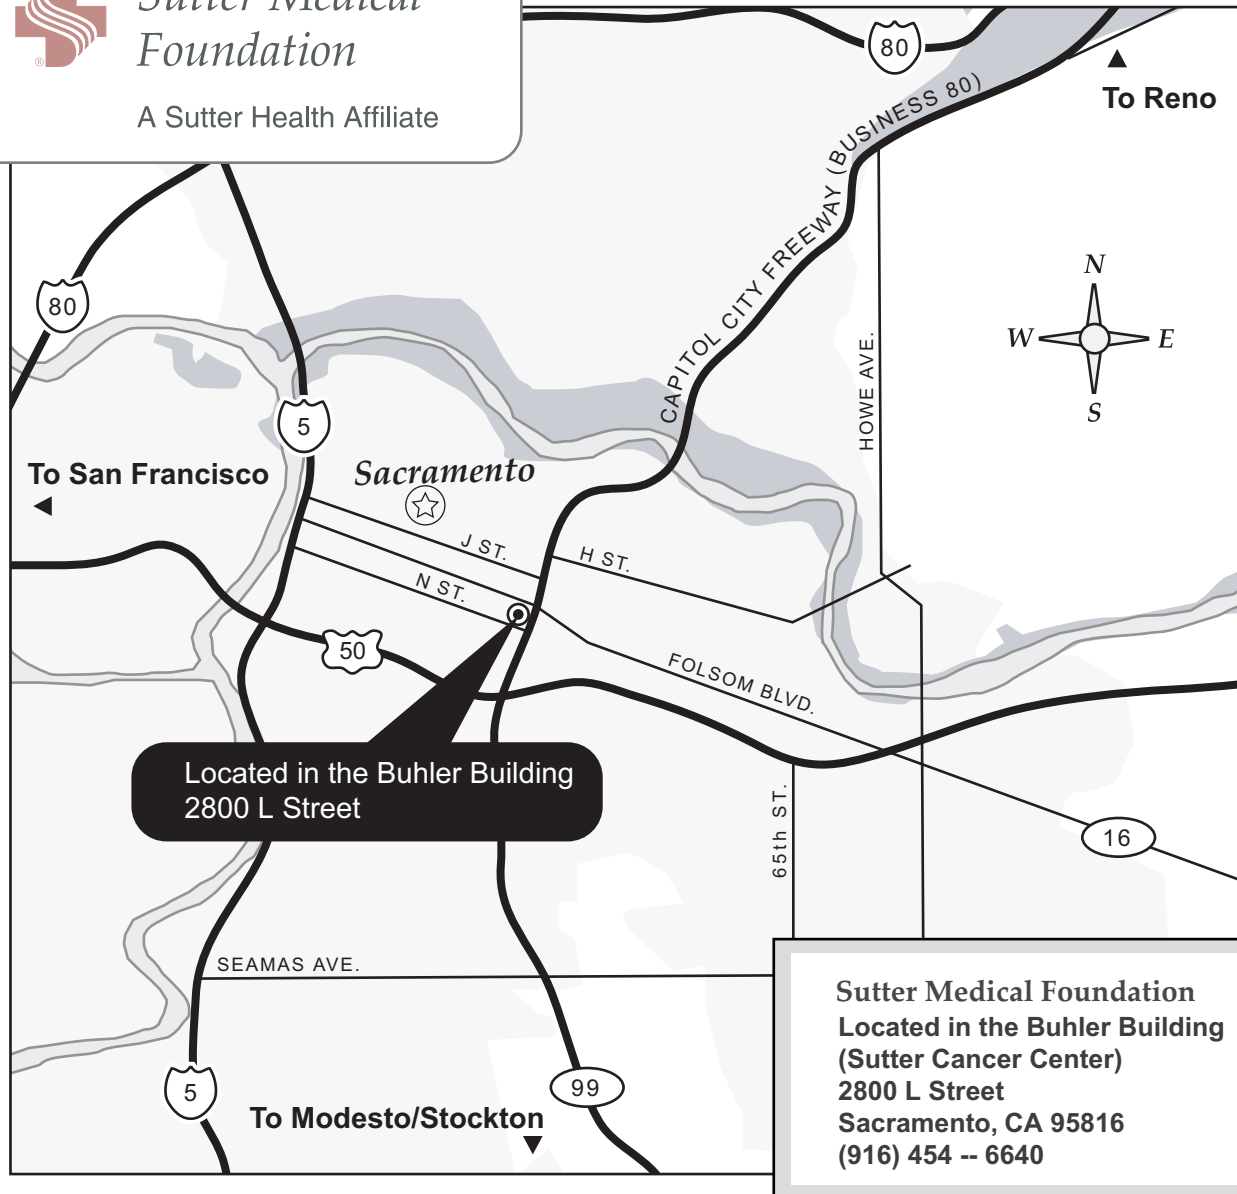 Sutter Medical
Foundation
®
A Sutter Health Affiliate
80
To Reno
CAPITOL CITY FREEWAY (BUSINESS 80)
N
W E
S
80
HOWE AVE.
5
To San Francisco
Sacramento
J ST.
H ST.
N ST.
50
FOLSOM BLVD.
Located in the Buhler Building
2800 L Street
65th ST.
16
SEAMAS AVE.
5
99
To Modesto/Stockton
Sutter Medical Foundation
Located in the Buhler Building
(Sutter Cancer Center)
2800 L Street
Sacramento, CA 95816
(916) 454 -- 6640